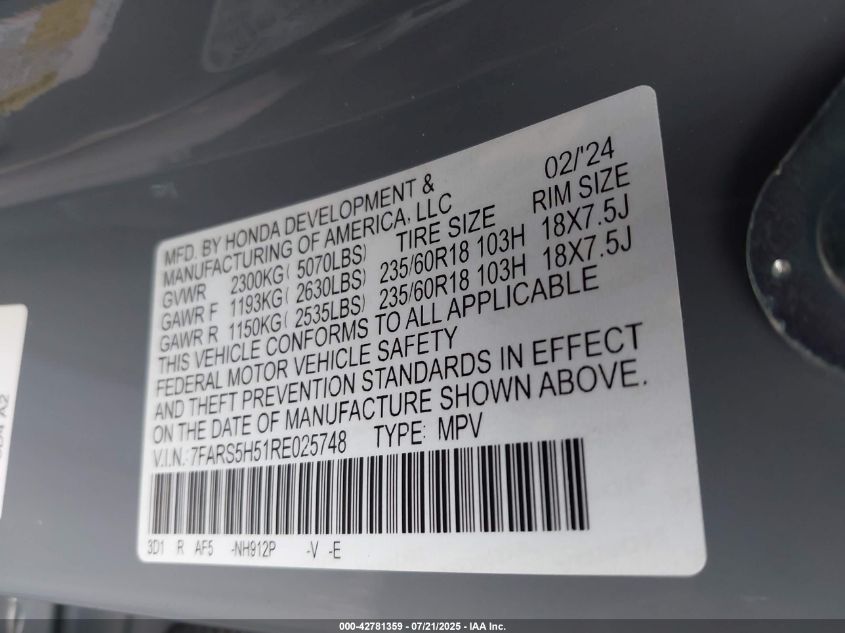 MFD. BY HONDA DEVELOPMENT &
MANUFACTURING OF AMERICA, LLC 02/'24
GVWR 2300KG( 5070LBS) TIRE SIZE RIM SIZE
GAWR F 1193KG( 2630LBS) 235/60R18 103H 18X7.5J
GAWR R 1150KG( 2535LBS) 235/60R18 103H 18X7.5J
THIS VEHICLE CONFORMS TO ALL APPLICABLE
FEDERAL MOTOR VEHICLE SAFETY
AND THEFT PREVENTION STANDARDS IN EFFECT
ON THE DATE OF MANUFACTURE SHOWN ABOVE.
V.I.N.: 7FARS5H51RE025748 TYPE: MPV
3D1 R AF5 -NH912P -V -E
000-42781359 - 07/21/2025 - IAA Inc.